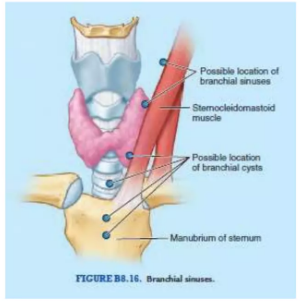 Possible location of
branchial sinuses
Sternocleidomastoid
muscle
Possible location
of branchial cysts
Manubrium of sternum
FIGURE B8.16. Branchial sinuses.